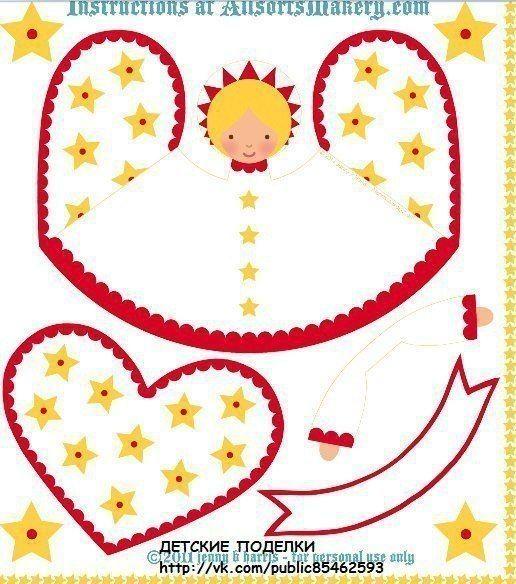 Instructions at AllsortsMakery.com
ДЕТСКИЕ ПОДЕЛКИ
©2011 jenny b harris - for personal use only
http://vk.com/public85462593